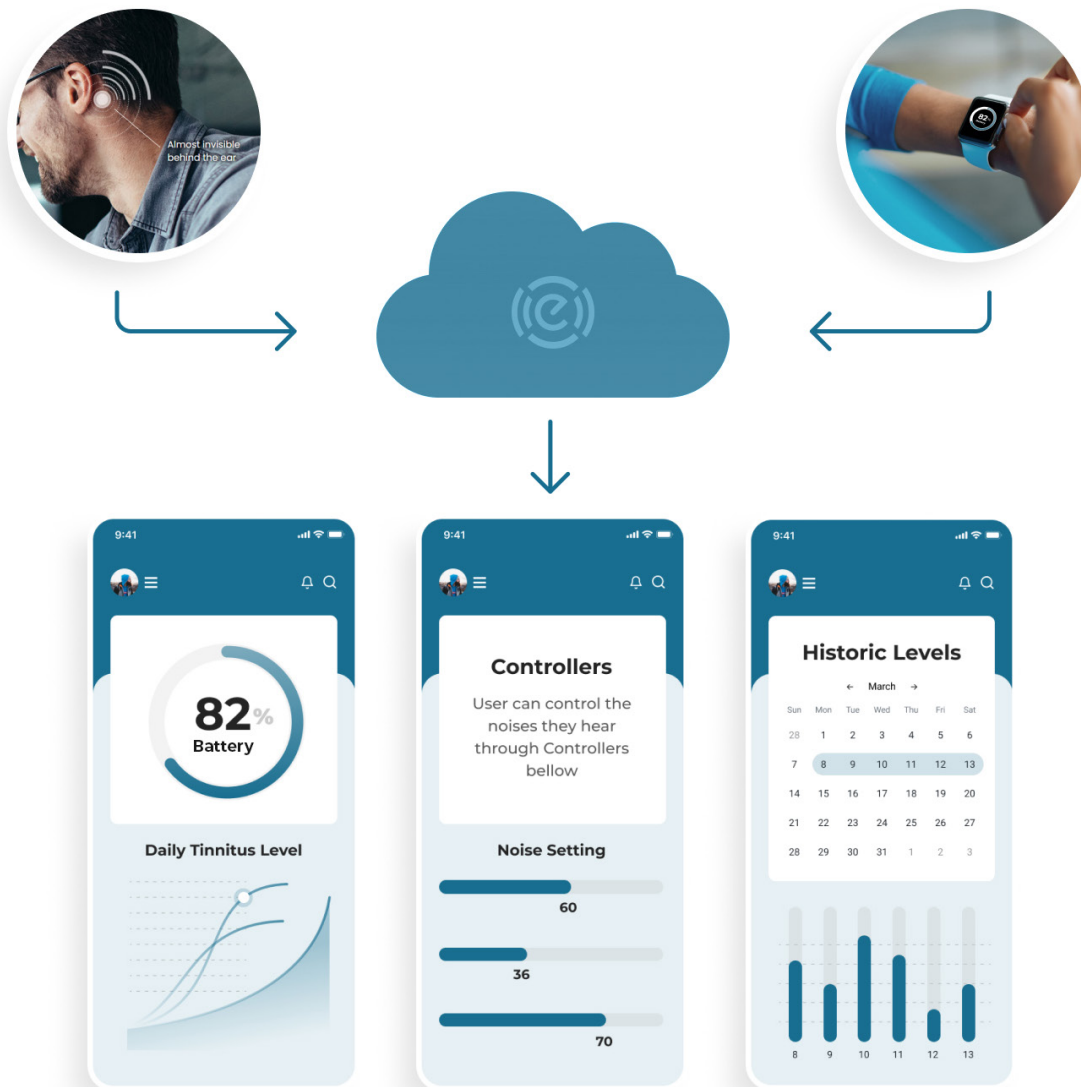 Almost invisible
behind the ear
82%
e
9:41
82%
Battery
Daily Tinnitus Level
9:41
Controllers
User can control the
noises they hear
through Controllers
bellow
Noise Setting
60
36
70
9:41
Historic Levels
← March →
Sun Mon Tue Wed Thu Fri Sat
28 1 2 3 4 5 6
7 8 9 10 11 12 13
14 15 16 17 18 19 20
21 22 23 24 25 26 27
28 29 30 31 1 2 3
8 9 10 11 12 13